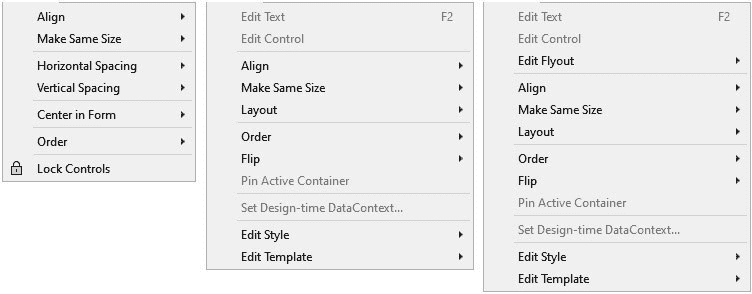 Align
Make Same Size
Horizontal Spacing
Vertical Spacing
Center in Form
Order
Lock Controls
Edit Text F2
Edit Control
Align
Make Same Size
Layout
Order
Flip
Pin Active Container
Set Design-time DataContext...
Edit Style
Edit Template
Edit Text F2
Edit Control
Edit Flyout
Align
Make Same Size
Layout
Order
Flip
Pin Active Container
Set Design-time DataContext...
Edit Style
Edit Template